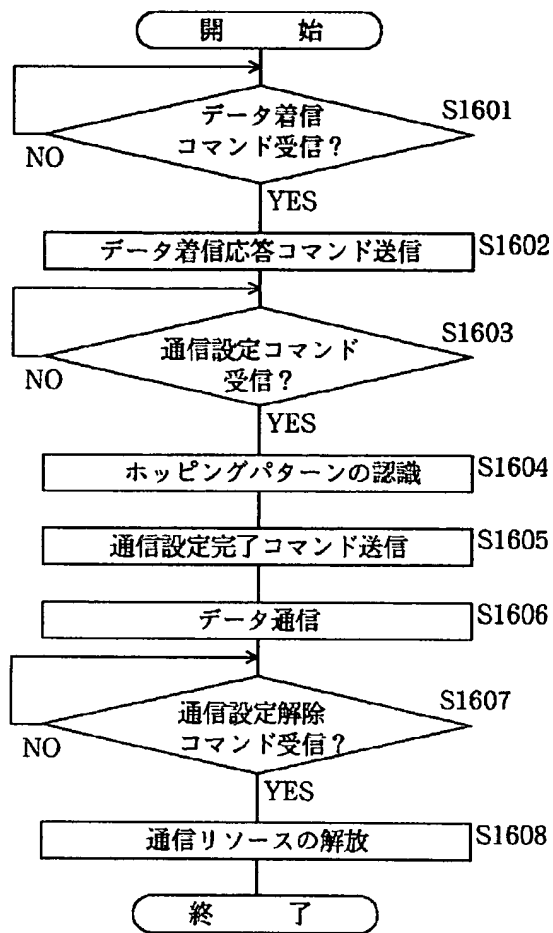 開 始
データ着信
コマンド受信?
S1601
NO
YES
データ着信応答コマンド送信
S1602
通信設定コマンド
受信?
S1603
NO
YES
ホッピングパターンの認識
S1604
通信設定完了コマンド送信
S1605
データ通信
S1606
通信設定解除
コマンド受信?
S1607
NO
YES
通信リソースの解放
S1608
終 了